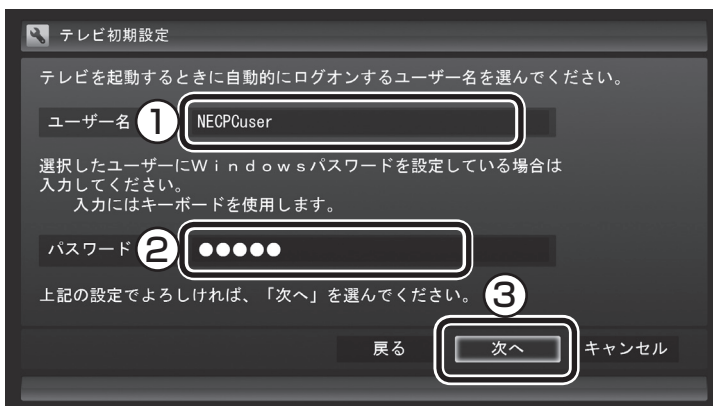 テレビ初期設定
テレビを起動するときに自動的にログオンするユーザー名を選んでください。
ユーザー名 ① NECPCuser
選択したユーザーにWindowsパスワードを設定している場合は
入力してください。
入力にはキーボードを使用します。
パスワード ② ●●●●●
上記の設定でよろしければ、「次へ」を選んでください。 ③
戻る 次へ キャンセル